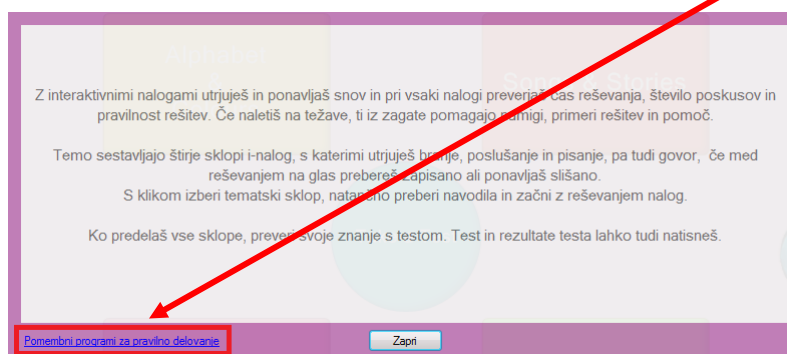 Alphabet
Songs & Stories
Z interaktivnimi nalogami utrjuješ in ponavljaš snov in pri vsaki nalogi preverjaš čas reševanja, število poskusov in
pravilnost rešitev. Če naletiš na težave, ti iz zagate pomagajo namigi, primeri rešitev in pomoč.
Temo sestavljajo štirje sklopi i-nalog, s katerimi utrjuješ branje, poslušanje in pisanje, pa tudi govor, če med
reševanjem na glas prebereš zapisano ali ponavljaš slišano.
S klikom izberi tematski sklop, natančno preberi navodila in začni z reševanjem nalog.
Ko predelaš vse sklope, preveri svoje znanje s testom. Test in rezultate testa lahko tudi natisneš.
Pomembni programi za pravilno delovanje
Zapri